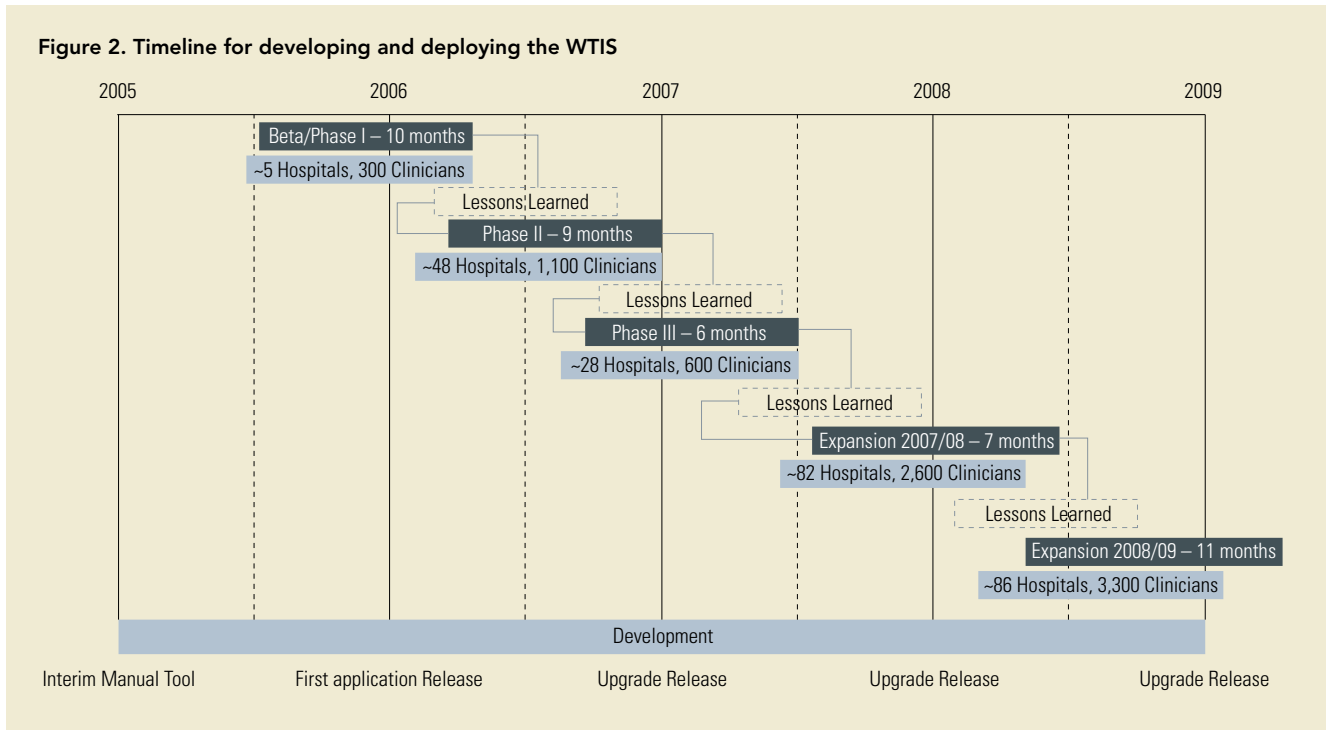 Figure 2. Timeline for developing and deploying the WTIS
2005 2006 2007 2008 2009
Beta/Phase I – 10 months
~5 Hospitals, 300 Clinicians
Lessons Learned
Phase II – 9 months
~48 Hospitals, 1,100 Clinicians
Lessons Learned
Phase III – 6 months
~28 Hospitals, 600 Clinicians
Lessons Learned
Expansion 2007/08 – 7 months
~82 Hospitals, 2,600 Clinicians
Lessons Learned
Expansion 2008/09 – 11 months
~86 Hospitals, 3,300 Clinicians
Development
Interim Manual Tool First application Release Upgrade Release Upgrade Release Upgrade Release